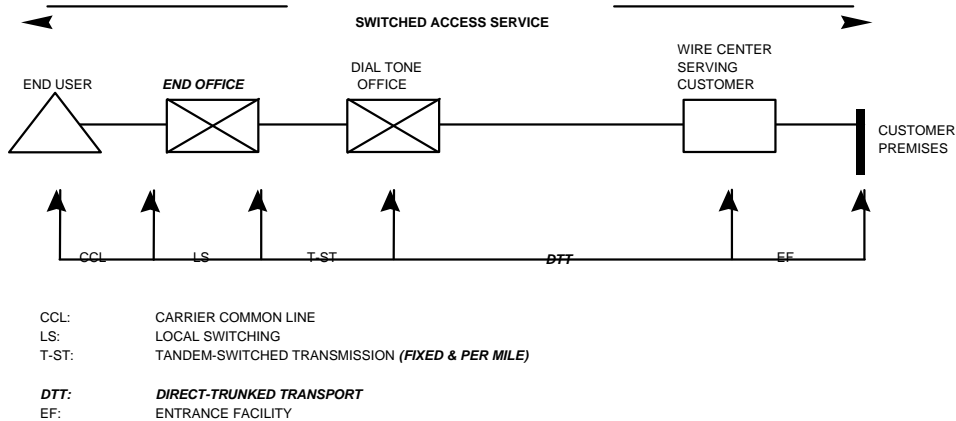 SWITCHED ACCESS SERVICE
WIRE CENTER
SERVING
CUSTOMER
DIAL TONE
OFFICE
END USER
END OFFICE
CUSTOMER
PREMISES
CCL LS T-ST DTT EF
CCL: CARRIER COMMON LINE
LS: LOCAL SWITCHING
T-ST: TANDEM-SWITCHED TRANSMISSION (FIXED & PER MILE)
DTT: DIRECT-TRUNKED TRANSPORT
EF: ENTRANCE FACILITY